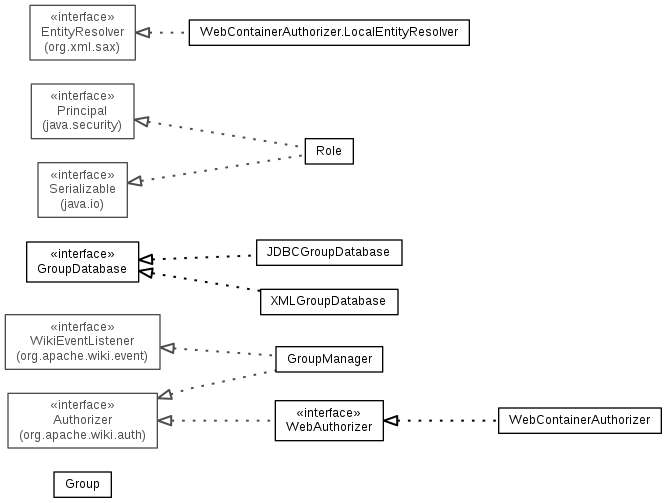 «interface»
EntityResolver
(org.xml.sax)
WebContainerAuthorizer.LocalEntityResolver
«interface»
Principal
(java.security)
Role
«interface»
Serializable
(java.io)
«interface»
GroupDatabase
JDBCGroupDatabase
XMLGroupDatabase
«interface»
WikiEventListener
(org.apache.wiki.event)
GroupManager
«interface»
Authorizer
(org.apache.wiki.auth)
«interface»
WebAuthorizer
WebContainerAuthorizer
Group